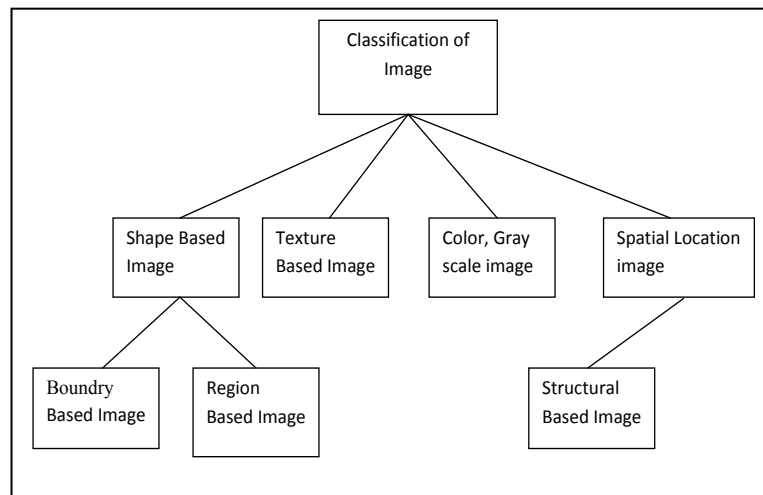 Classification of
Image
Shape Based
Image
Texture
Based Image
Color, Gray
scale image
Spatial Location
image
Boundry
Based Image
Region
Based Image
Structural
Based Image